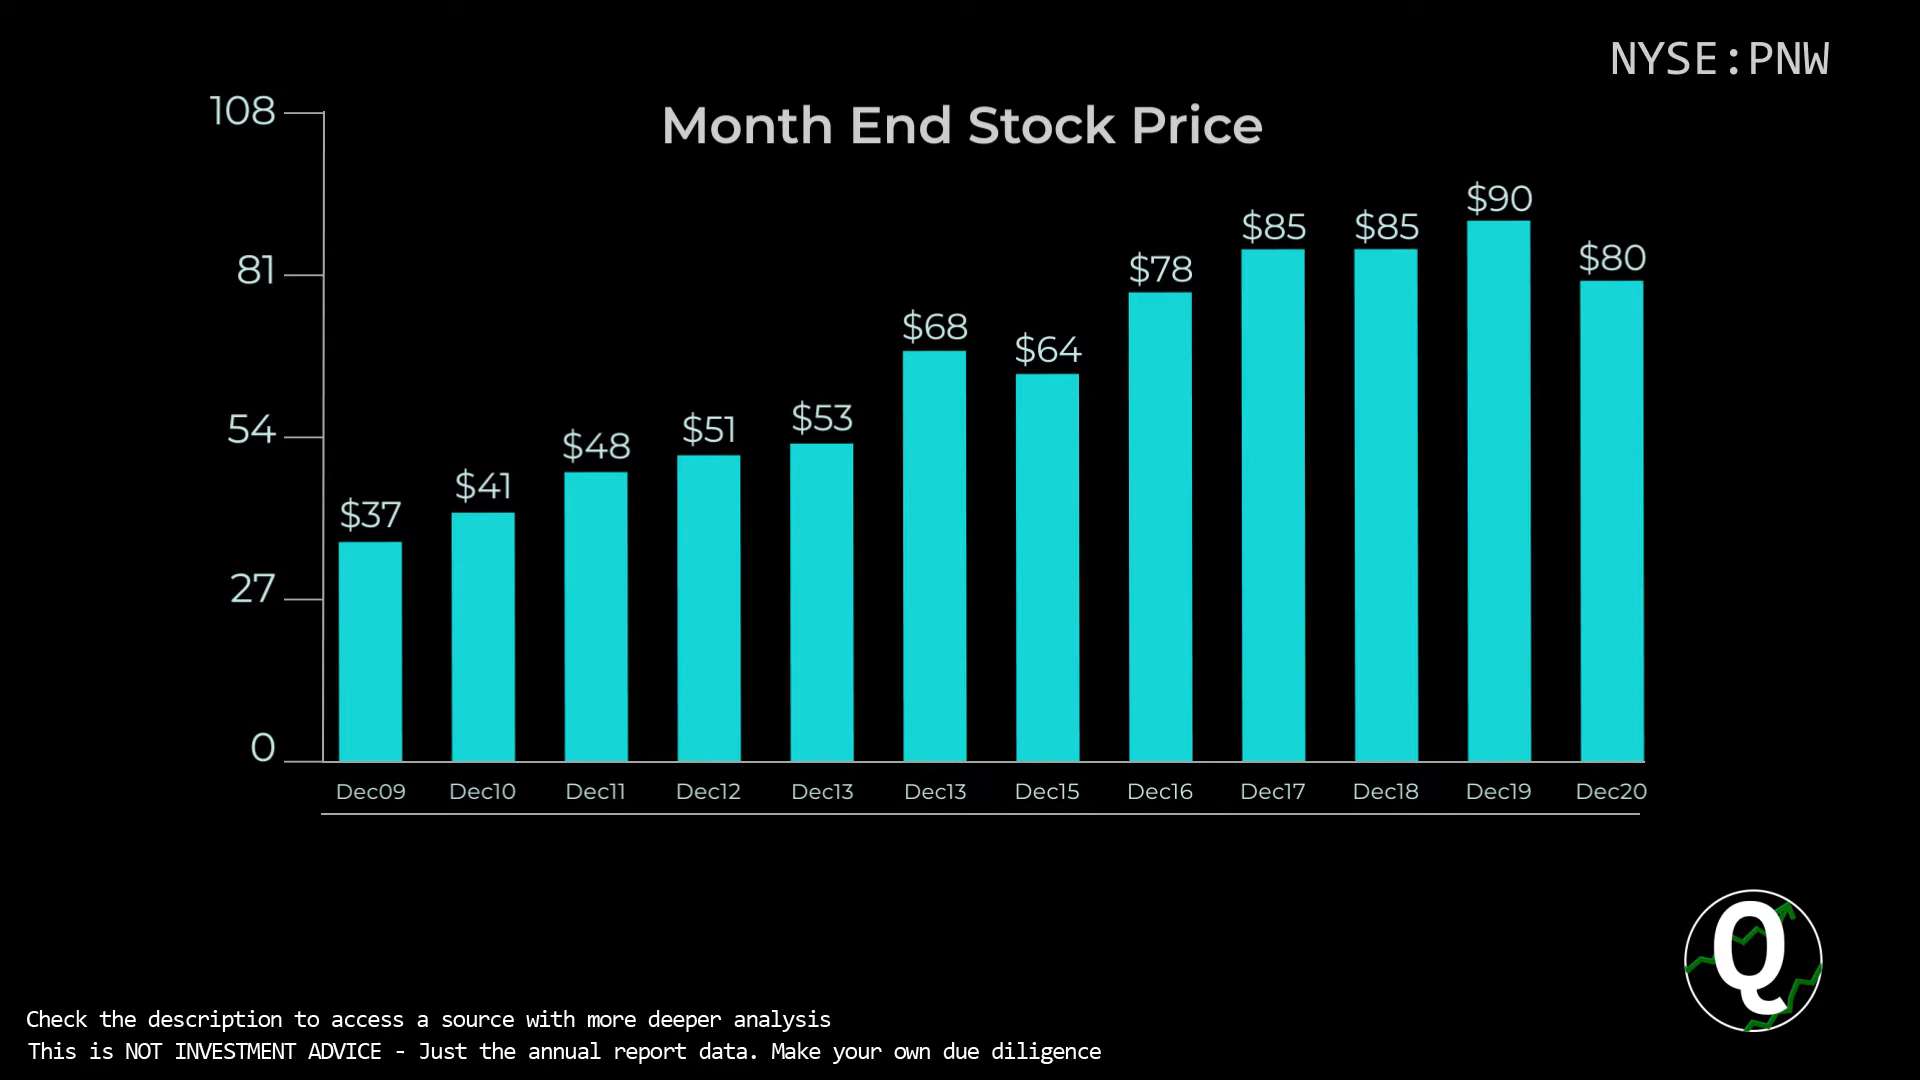 NYSE:PNW
Month End Stock Price
108
81
54
27
0
$37
$41
$48
$51
$53
$68
$64
$78
$85
$85
$90
$80
Dec09 Dec10 Dec11 Dec12 Dec13 Dec13 Dec15 Dec16 Dec17 Dec18 Dec19 Dec20
Q
Check the description to access a source with more deeper analysis
This is NOT INVESTMENT ADVICE - Just the annual report data. Make your own due diligence